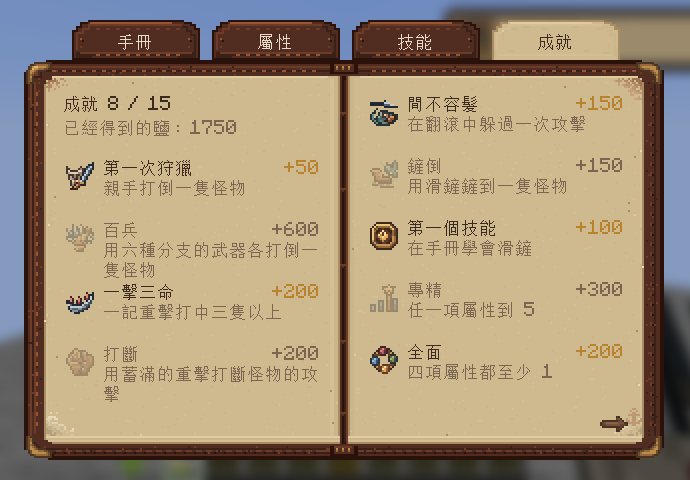 手冊
屬性
技能
成就
成就 8 / 15
已經得到的鹽：1750
第一次狩獵 +50
親手打倒一隻怪物
百兵 +600
用六種分支的武器各打倒一
隻怪物
一擊三命 +200
一記重擊打中三隻以上
打斷 +200
用蓄滿的重擊打斷怪物的攻
擊
間不容髮 +150
在翻滾中躲過一次攻擊
鏟倒 +150
用滑鏟鏟到一隻怪物
第一個技能 +100
在手冊學會滑鏟
專精 +300
任一項屬性到 5
全面 +200
四項屬性都至少 1